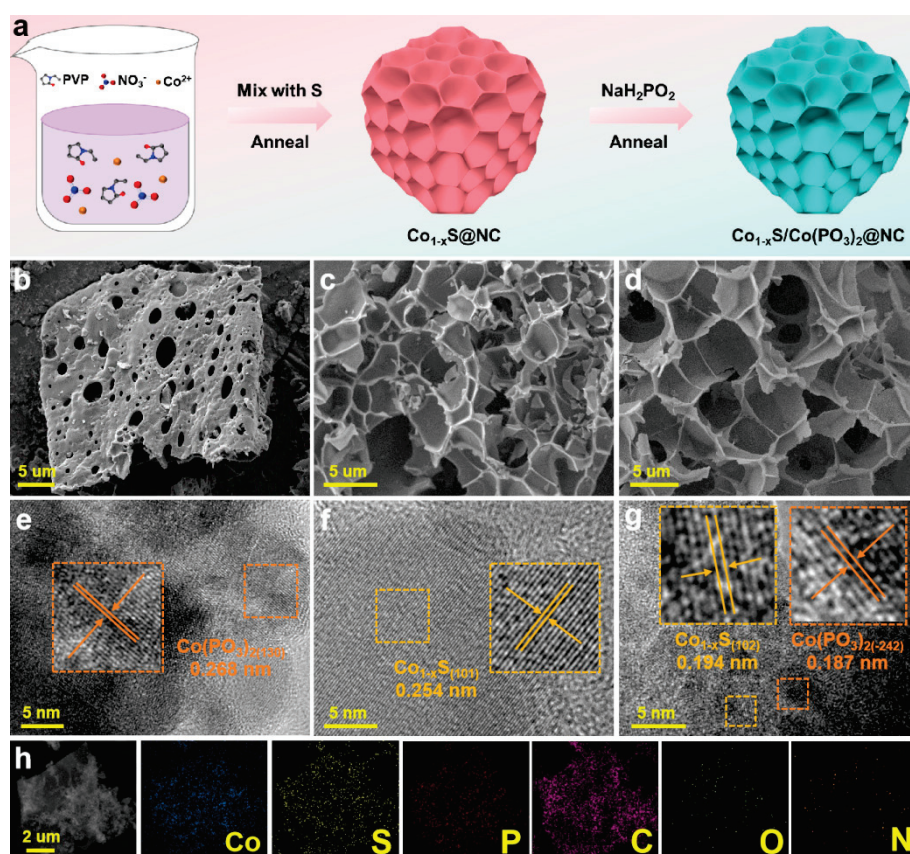 a
PVP NO₃⁻ Co²⁺
Mix with S
Anneal
NaH₂PO₂
Anneal
Co₁₋ₓS@NC
Co₁₋ₓS/Co(PO₃)₂@NC
b
5 um
c
5 um
d
5 um
e
Co(PO₃)₂
0.268 nm
5 nm
f
Co₁₋ₓS(101)
0.254 nm
5 nm
g
Co₁₋ₓS(102)
0.194 nm
Co(PO₃)₂(-242)
0.187 nm
5 nm
h
2 um
Co
S
P
C
O
N